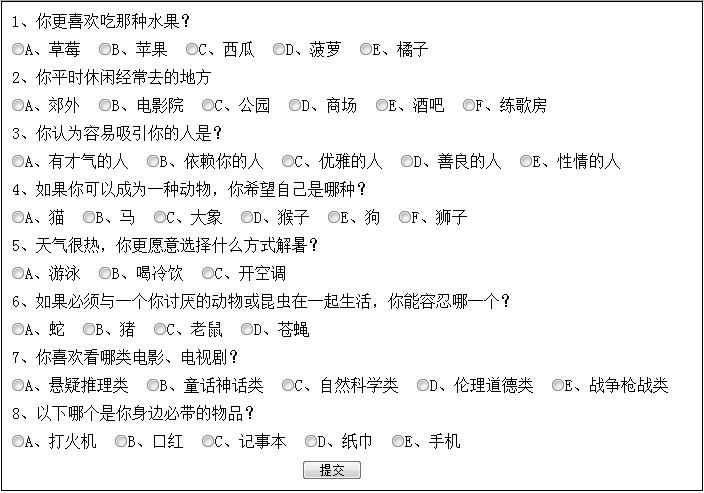 1、你更喜欢吃那种水果？
A、草莓 B、苹果 C、西瓜 D、菠萝 E、橘子
2、你平时休闲经常去的地方
A、郊外 B、电影院 C、公园 D、商场 E、酒吧 F、练歌房
3、你认为容易吸引你的人是？
A、有才气的人 B、依赖你的人 C、优雅的人 D、善良的人 E、性情的人
4、如果你可以成为一种动物，你希望自己是哪种？
A、猫 B、马 C、大象 D、猴子 E、狗 F、狮子
5、天气很热，你更愿意选择什么方式解暑？
A、游泳 B、喝冷饮 C、开空调
6、如果必须与一个你讨厌的动物或昆虫在一起生活，你能容忍哪一个？
A、蛇 B、猪 C、老鼠 D、苍蝇
7、你喜欢看哪类电影、电视剧？
A、悬疑推理类 B、童话神话类 C、自然科学类 D、伦理道德类 E、战争枪战类
8、以下哪个是你身边必带的物品？
A、打火机 B、口红 C、记事本 D、纸巾 E、手机
提交